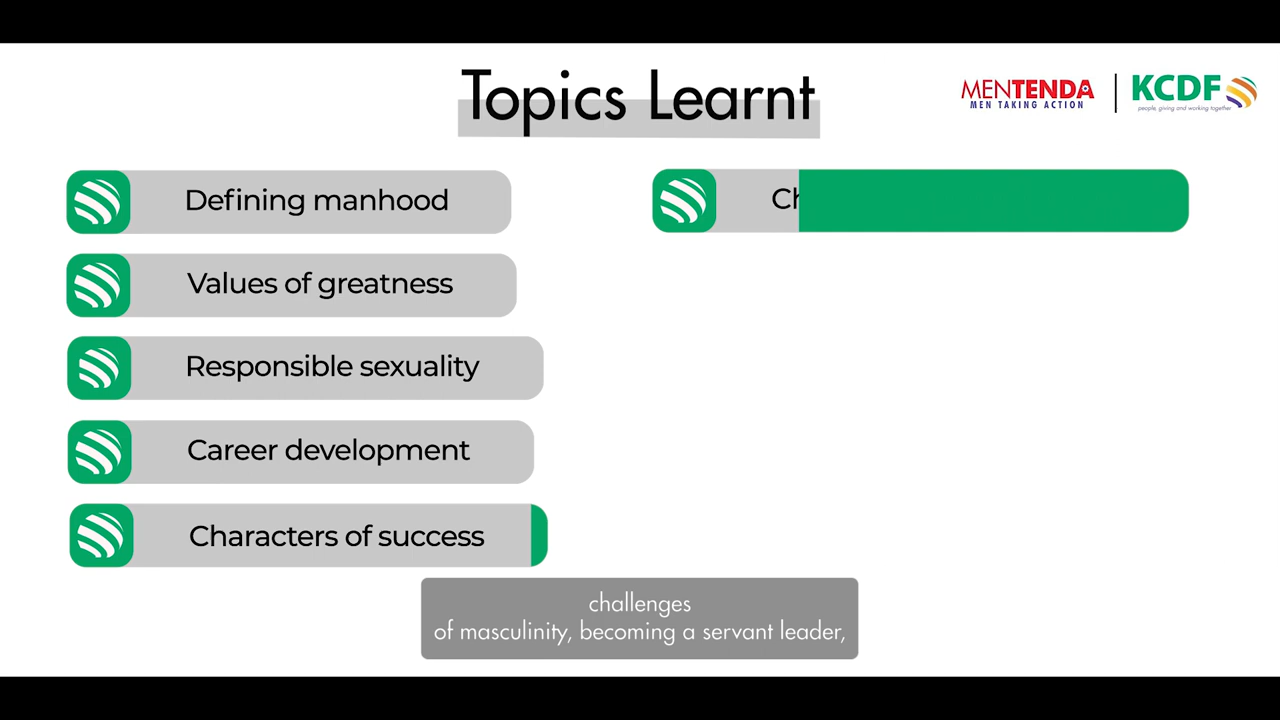 Topics Learnt
MENTENDA
MEN TAKING ACTION
KCDF
people, giving and working together
Defining manhood
Values of greatness
Responsible sexuality
Career development
Characters of success
challenges
of masculinity, becoming a servant leader,